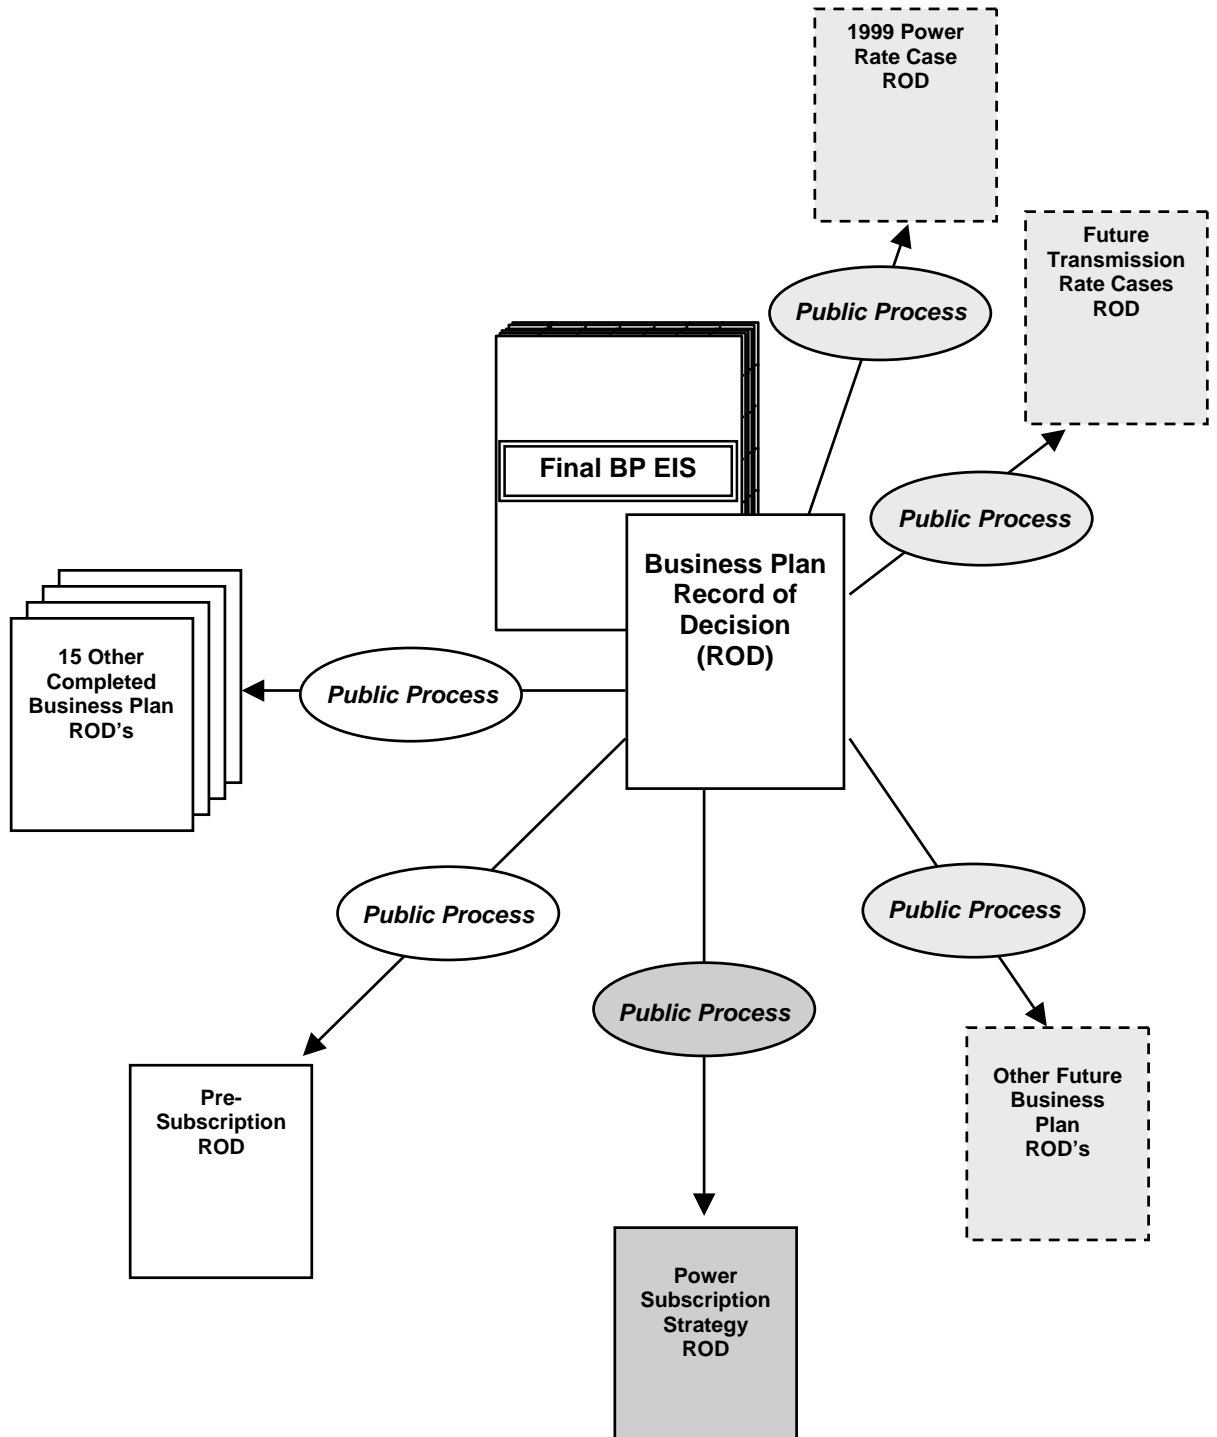 1999 Power
Rate Case
ROD
Future
Transmission
Rate Cases
ROD
Public Process
Public Process
Final BP EIS
Business Plan
Record of
Decision
(ROD)
15 Other
Completed
Business Plan
ROD's
Public Process
Public Process
Public Process
Public Process
Pre-
Subscription
ROD
Other Future
Business
Plan
ROD's
Power
Subscription
Strategy
ROD